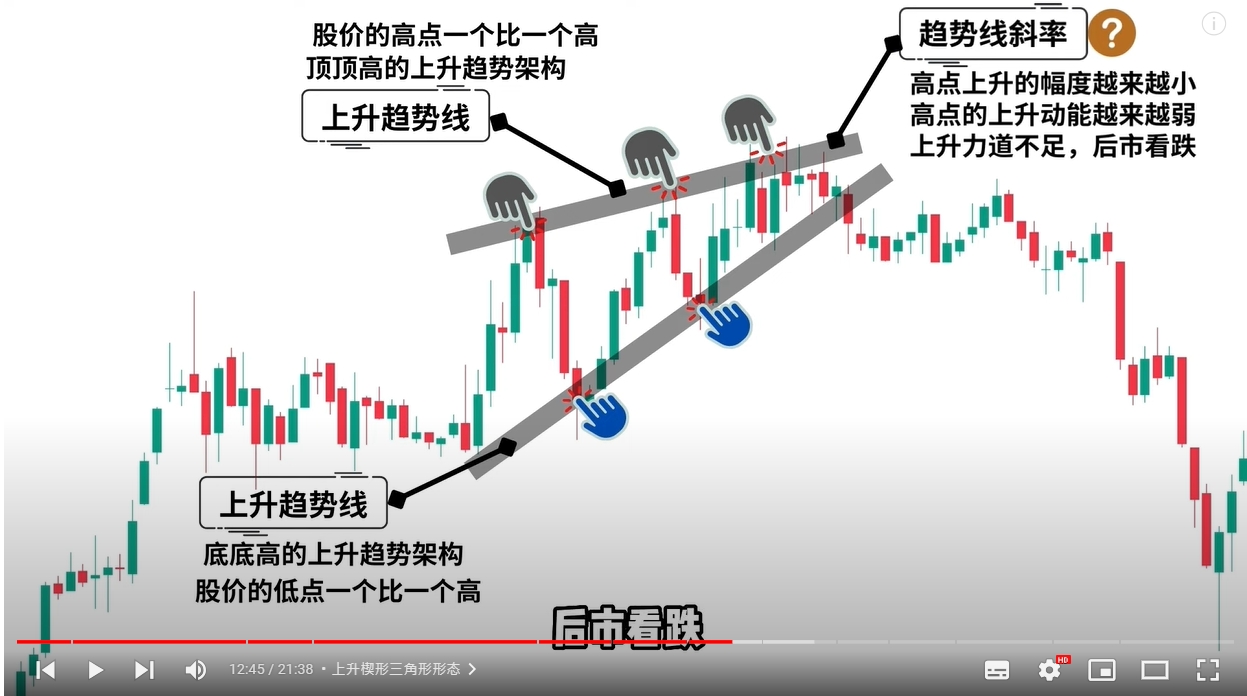 股价的高点一个比一个高
顶顶高的上升趋势架构
上升趋势线
趋势线斜率
?
高点上升的幅度越来越小
高点的上升动能越来越弱
上升力道不足，后市看跌
上升趋势线
底底高的上升趋势架构
股价的低点一个比一个高
后市看跌
12:45 / 21:38 • 上升楔形三角形形态
HD